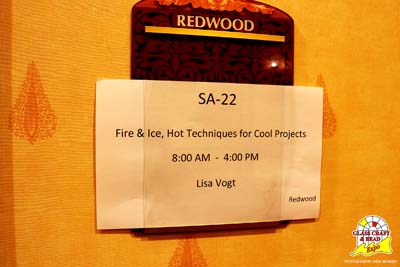 REDWOOD
SA-22
Fire & Ice, Hot Techniques for Cool Projects
8:00 AM - 4:00 PM
Lisa Vogt
Redwood
GLASS CRAFT
& BEAD
Expo